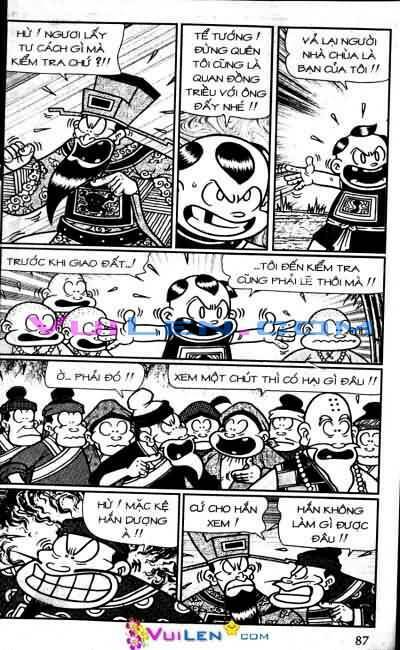 HỪ ! NGƯƠI LẤY
TƯ CÁCH GÌ MÀ
KIỂM TRA CHỨ ?!!
TỂ TƯỚNG !
ĐỪNG QUÊN
TÔI CŨNG LÀ
QUAN ĐỒNG
TRIỀU VỚI ÔNG
ĐẤY NHÉ !!
VẢ LẠI NGƯỜI
NHÀ CHÙA LÀ
BẠN CỦA TÔI !!
TRƯỚC KHI GIAO ĐẤT..!
...TÔI ĐẾN KIỂM TRA
CŨNG PHẢI LẼ THÔI MÀ !!
VUILEN.COM
Ờ... PHẢI ĐÓ !!
XEM MỘT CHÚT THÌ CÓ HẠI GÌ ĐÂU !!
HỪ ! MẶC KỆ
HẮN DƯỢNG
À !!
CỨ CHO HẮN
XEM !
HẮN KHÔNG
LÀM GÌ ĐƯỢC
ĐÂU !!
87
VUILEN.COM